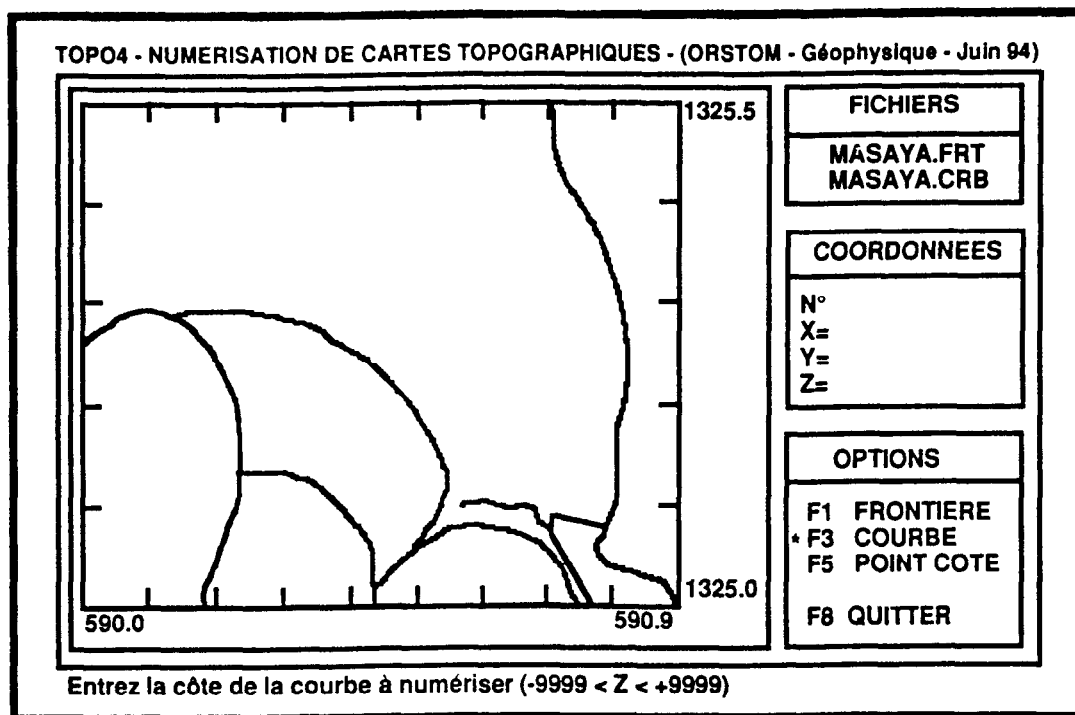 TOPO4 - NUMERISATION DE CARTES TOPOGRAPHIQUES - (ORSTOM - Géophysique - Juin 94)
1325.5
1325.0
590.0
590.9
FICHIERS
MASAYA.FRT
MASAYA.CRB
COORDONNEES
N°
X=
Y=
Z=
OPTIONS
F1 FRONTIERE
* F3 COURBE
F5 POINT COTE
F8 QUITTER
Entrez la côte de la courbe à numériser (-9999 < Z < +9999)